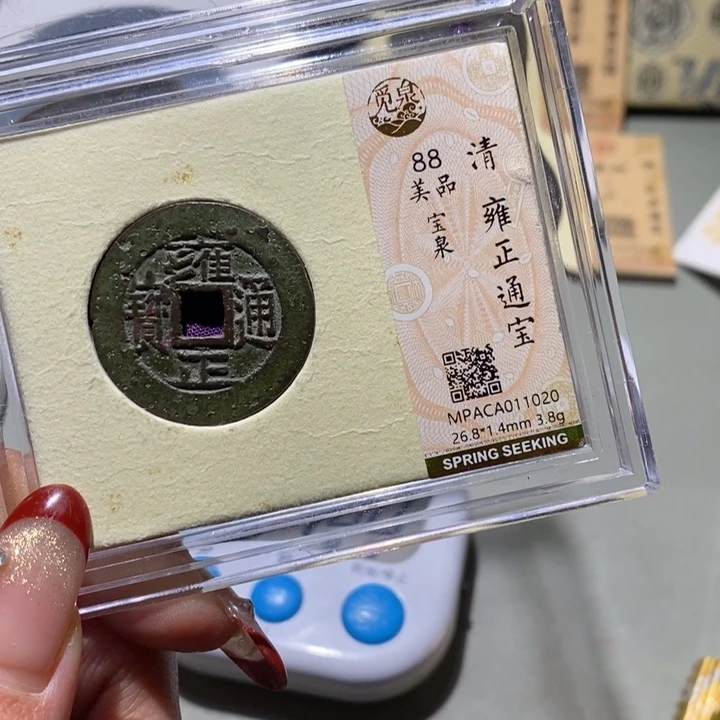 雍正通寶
觅泉
清 雍正通宝
88
美品
宝泉
MPACA011020
26.8*1.4mm 3.8g
SPRING SEEKING